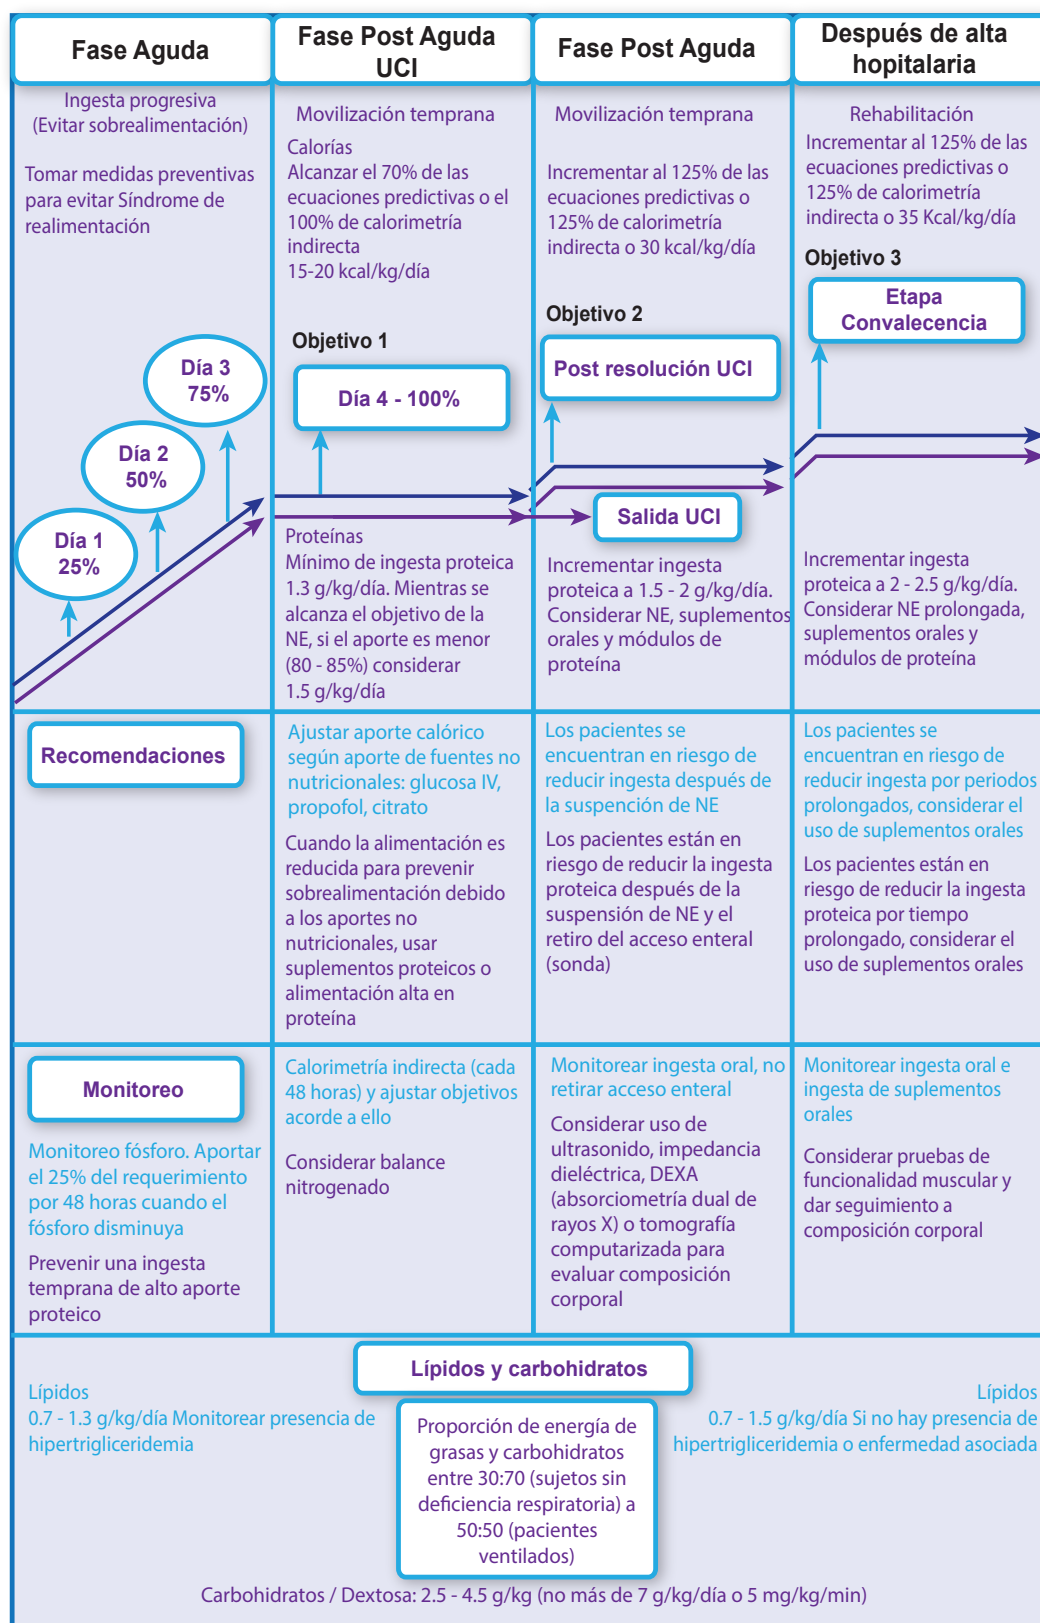 Fase Aguda
Fase Post Aguda
UCI
Fase Post Aguda
Después de alta
hopitalaria
Ingesta progresiva
(Evitar sobrealimentación)
Tomar medidas preventivas
para evitar Síndrome de
realimentación
Día 3
75%
Día 2
50%
Día 1
25%
Movilización temprana
Calorías
Alcanzar el 70% de las
ecuaciones predictivas o el
100% de calorimetría
indirecta
15-20 kcal/kg/día
Objetivo 1
Día 4 - 100%
Proteínas
Mínimo de ingesta proteica
1.3 g/kg/día. Mientras se
alcanza el objetivo de la
NE, si el aporte es menor
(80 - 85%) considerar
1.5 g/kg/día
Movilización temprana
Incrementar al 125% de las
ecuaciones predictivas o
125% de calorimetría
indirecta o 30 kcal/kg/día
Objetivo 2
Post resolución UCI
Salida UCI
Incrementar ingesta
proteica a 1.5 - 2 g/kg/día.
Considerar NE, suplementos
orales y módulos de
proteína
Rehabilitación
Incrementar al 125% de las
ecuaciones predictivas o
125% de calorimetría
indirecta o 35 Kcal/kg/día
Objetivo 3
Etapa
Convalecencia
Incrementar ingesta
proteica a 2 - 2.5 g/kg/día.
Considerar NE prolongada,
suplementos orales y
módulos de proteína
Recomendaciones
Ajustar aporte calórico
según aporte de fuentes no
nutricionales: glucosa IV,
propofol, citrato
Cuando la alimentación es
reducida para prevenir
sobrealimentación debido
a los aportes no
nutricionales, usar
suplementos proteicos o
alimentación alta en
proteína
Los pacientes se
encuentran en riesgo de
reducir ingesta después de
la suspención de NE
Los pacientes están en
riesgo de reducir la ingesta
proteica después de la
suspensión de NE y el
retiro del acceso enteral
(sonda)
Los pacientes se
encuentran en riesgo de
reducir ingesta por periodos
prolongados, considerar el
uso de suplementos orales
Los pacientes están en
riesgo de reducir la ingesta
proteica por tiempo
prolongado, considerar el
uso de suplementos orales
Monitoreo
Monitoreo fósforo. Aportar
el 25% del requerimiento
por 48 horas cuando el
fósforo disminuya
Prevenir una ingesta
temprana de alto aporte
proteico
Calorimetría indirecta (cada
48 horas) y ajustar objetivos
acorde a ello
Considerar balance
nitrogenado
Monitorear ingesta oral, no
retirar acceso enteral
Considerar uso de
ultrasonido, impedancia
dieléctrica, DEXA
(absorciometría dual de
rayos X) o tomografía
computarizada para
evaluar composición
corporal
Monitorear ingesta oral e
ingesta de suplementos
orales
Considerar pruebas de
funcionalidad muscular y
dar seguimiento a
composición corporal
Lípidos y carbohidratos
Lípidos
0.7 - 1.3 g/kg/día Monitorear presencia de
hipertrigliceridemia
Proporción de energía de
grasas y carbohidratos
entre 30:70 (sujetos sin
deficiencia respiratoria) a
50:50 (pacientes
ventilados)
Lípidos
0.7 - 1.5 g/kg/día Si no hay presencia de
hipertrigliceridemia o enfermedad asociada
Carbohidratos / Dextosa: 2.5 - 4.5 g/kg (no más de 7 g/kg/día o 5 mg/kg/min)